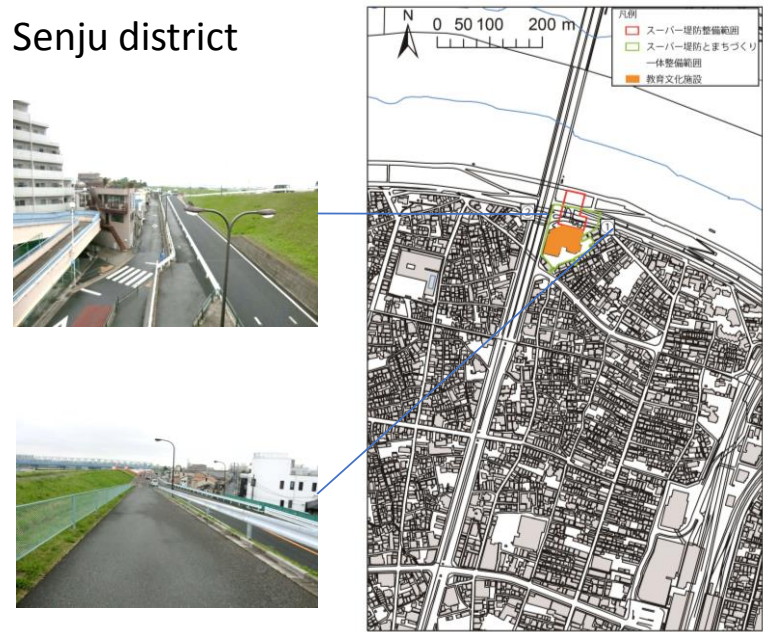 Senju district
N
0 50 100 200 m
凡例
スーパー堤防整備範囲
スーパー堤防とまちづくり
一体整備範囲
教育文化施設
1